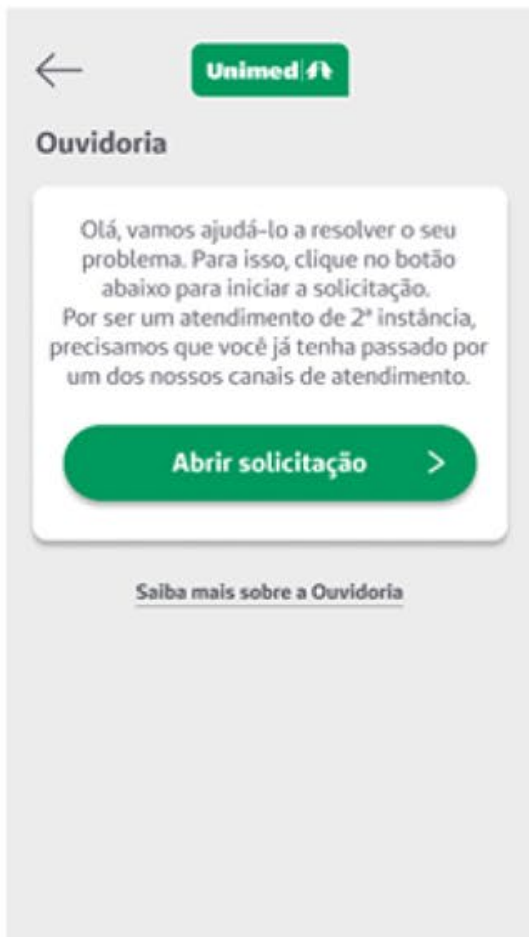 Unimed
Ouvidoria
Olá, vamos ajudá-lo a resolver o seu
problema. Para isso, clique no botão
abaixo para iniciar a solicitação.
Por ser um atendimento de 2ª instância,
precisamos que você já tenha passado por
um dos nossos canais de atendimento.
Abrir solicitação
Saiba mais sobre a Ouvidoria